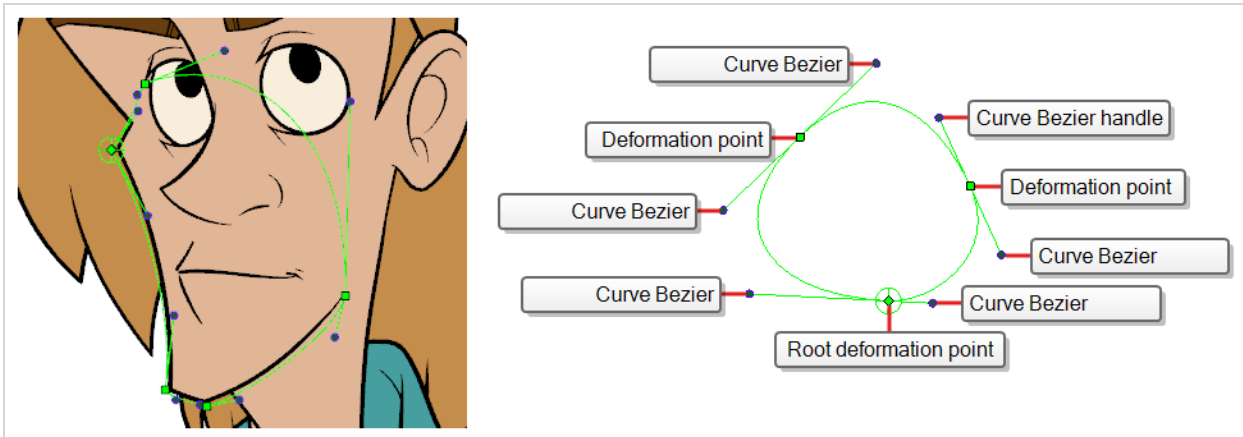 Curve Bezier
Curve Bezier handle
Deformation point
Deformation point
Curve Bezier
Curve Bezier
Curve Bezier
Curve Bezier
Root deformation point